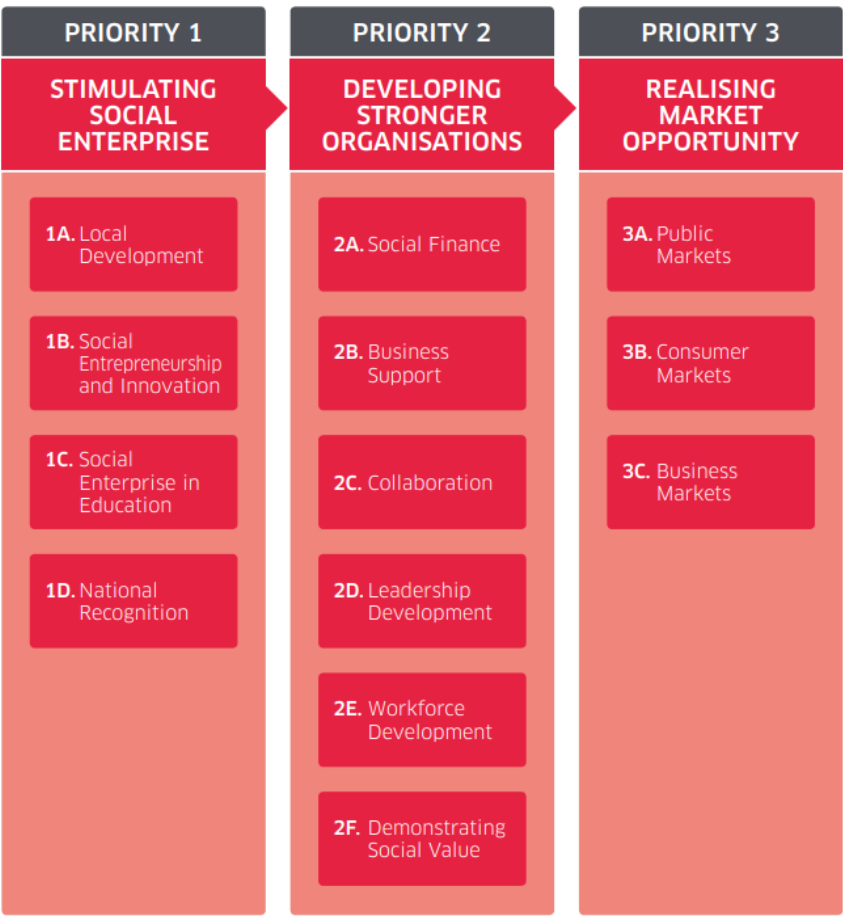 PRIORITY 1
STIMULATING
SOCIAL
ENTERPRISE
1A. Local
Development
1B. Social
Entrepreneurship
and Innovation
1C. Social
Enterprise in
Education
1D. National
Recognition
PRIORITY 2
DEVELOPING
STRONGER
ORGANISATIONS
2A. Social Finance
2B. Business
Support
2C. Collaboration
2D. Leadership
Development
2E. Workforce
Development
2F. Demonstrating
Social Value
PRIORITY 3
REALISING
MARKET
OPPORTUNITY
3A. Public
Markets
3B. Consumer
Markets
3C. Business
Markets